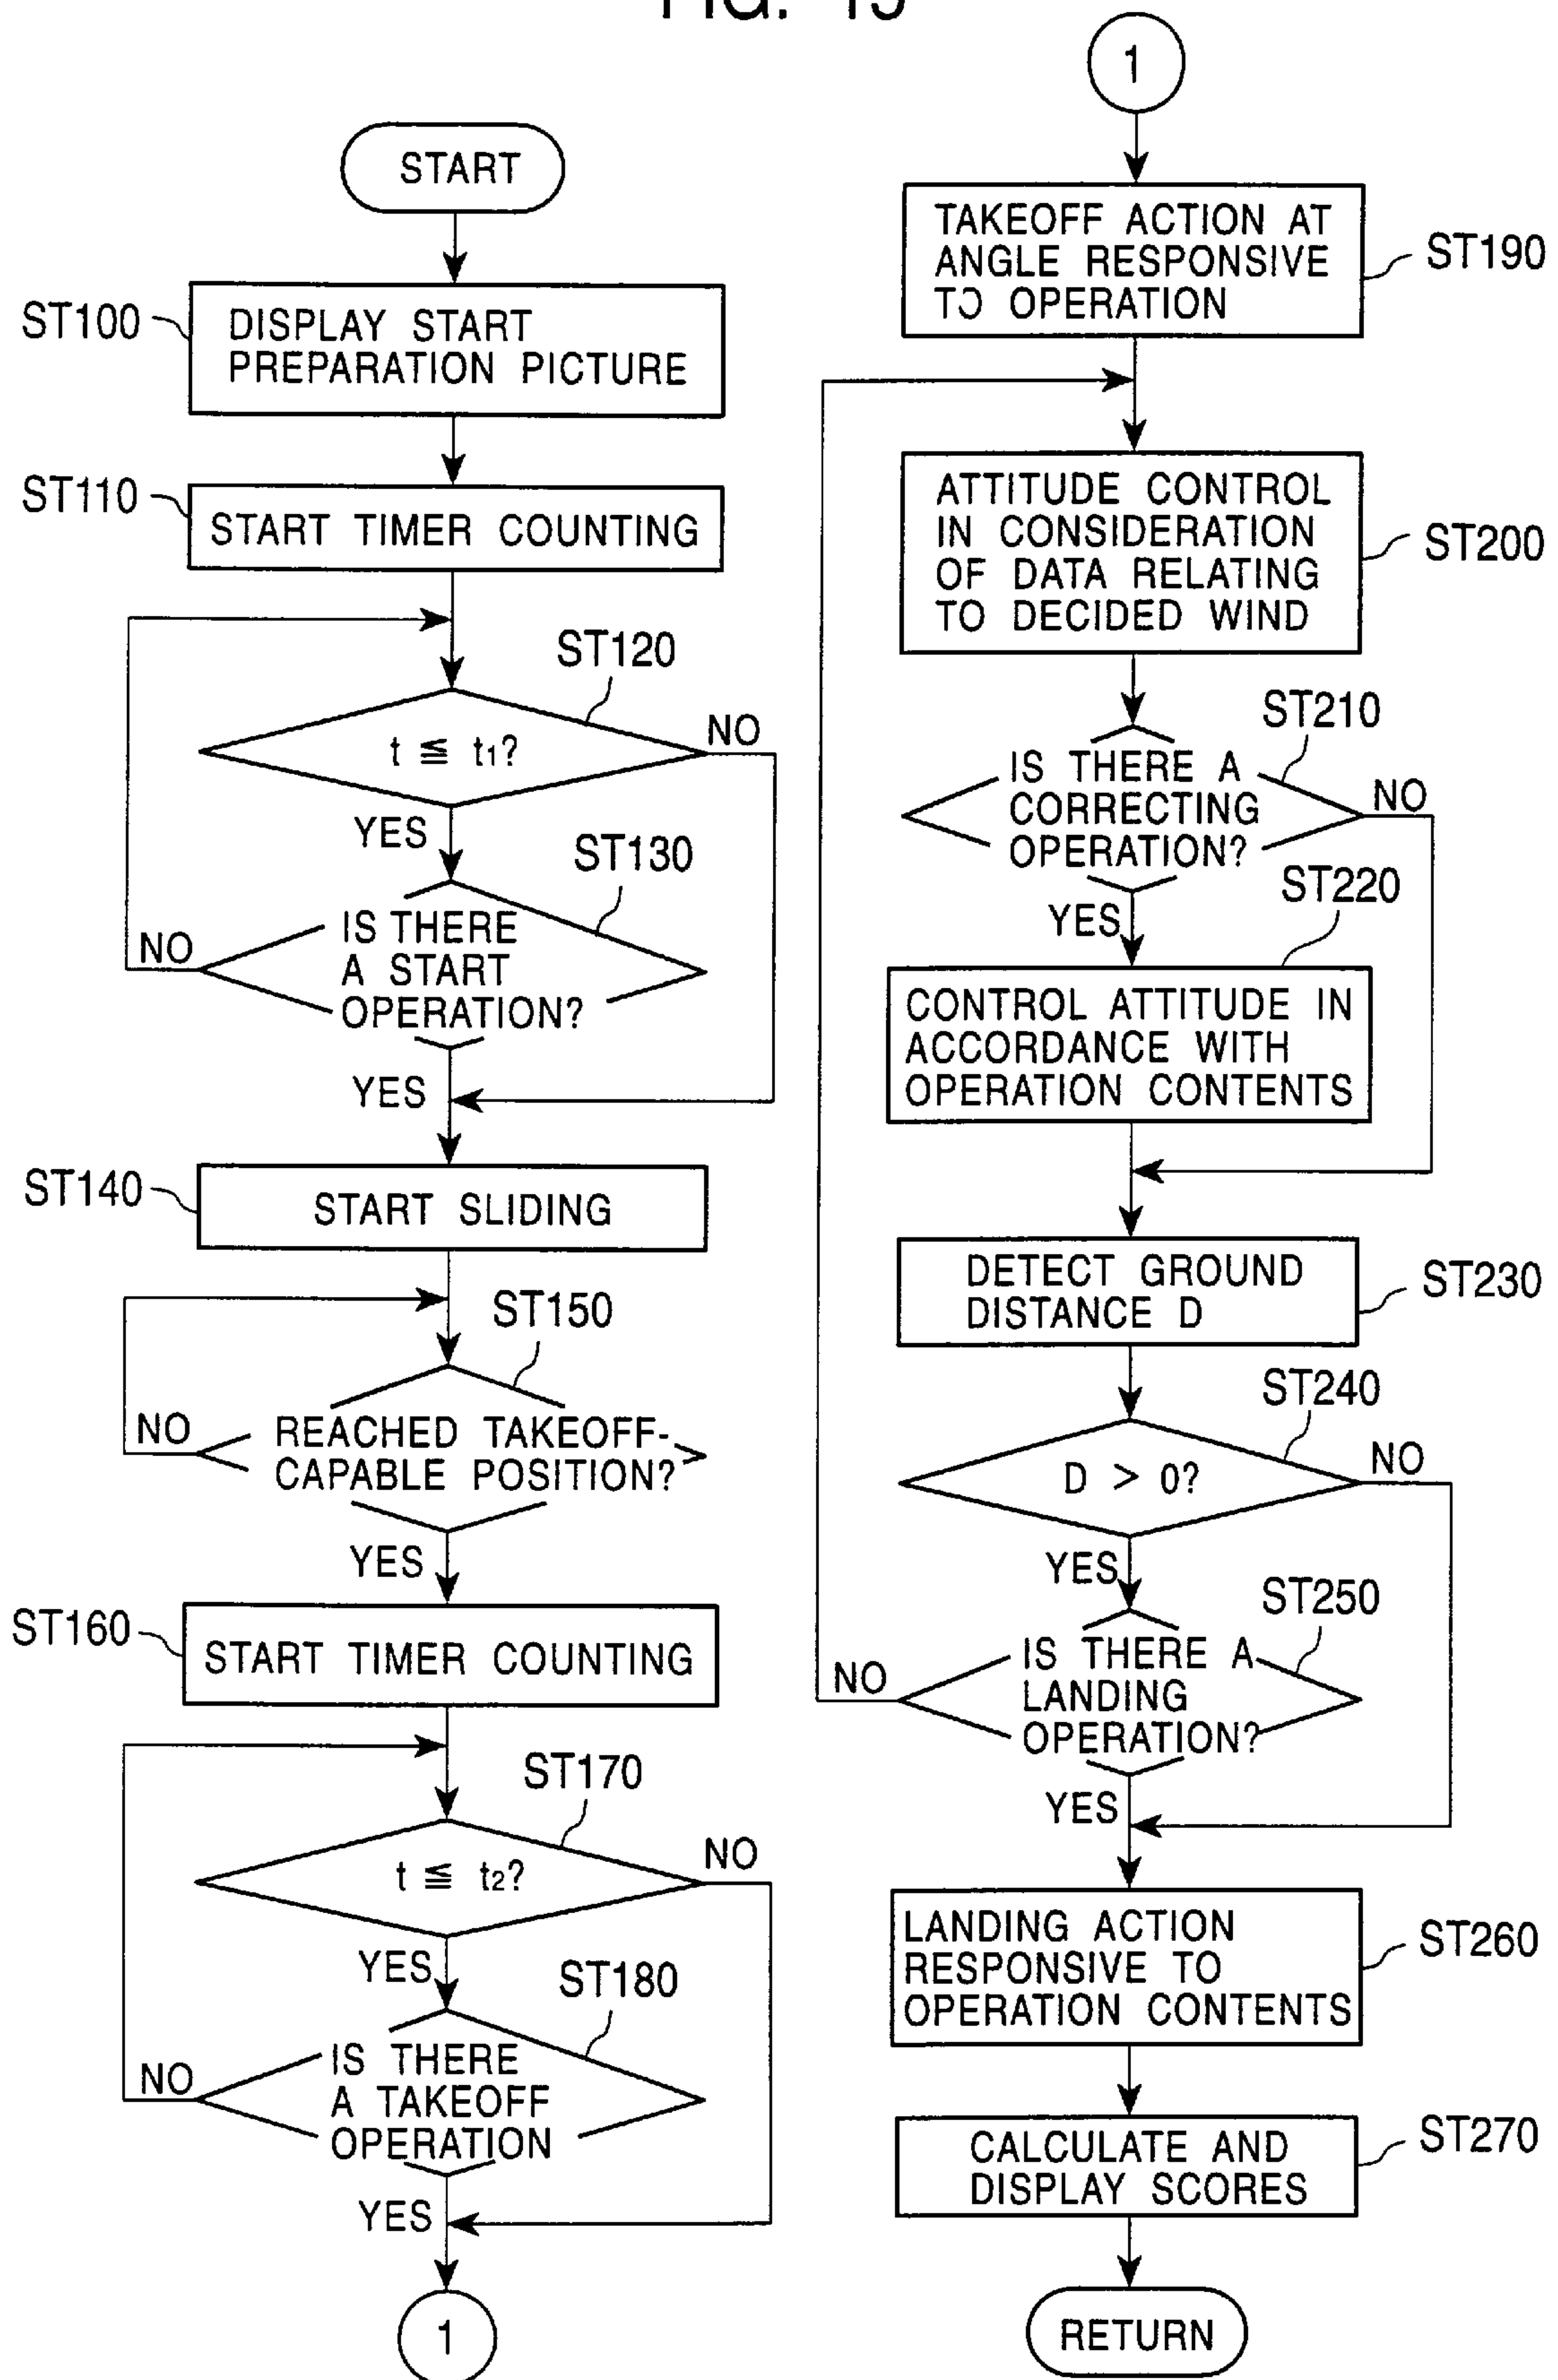 START
ST100
DISPLAY START
PREPARATION PICTURE
ST110
START TIMER COUNTING
ST120
t ≦ t1?
NO
YES
ST130
IS THERE
A START
OPERATION?
NO
YES
ST140
START SLIDING
ST150
REACHED TAKEOFF-
CAPABLE POSITION?
NO
YES
ST160
START TIMER COUNTING
ST170
t ≦ t2?
NO
YES
ST180
IS THERE
A TAKEOFF
OPERATION
NO
YES
1
1
TAKEOFF ACTION AT
ANGLE RESPONSIVE
TO OPERATION
ST190
ATTITUDE CONTROL
IN CONSIDERATION
OF DATA RELATING
TO DECIDED WIND
ST200
ST210
IS THERE A
CORRECTING
OPERATION?
NO
YES
ST220
CONTROL ATTITUDE IN
ACCORDANCE WITH
OPERATION CONTENTS
DETECT GROUND
DISTANCE D
ST230
ST240
D > 0?
NO
YES
ST250
IS THERE A
LANDING
OPERATION?
NO
YES
LANDING ACTION
RESPONSIVE TO
OPERATION CONTENTS
ST260
CALCULATE AND
DISPLAY SCORES
ST270
RETURN